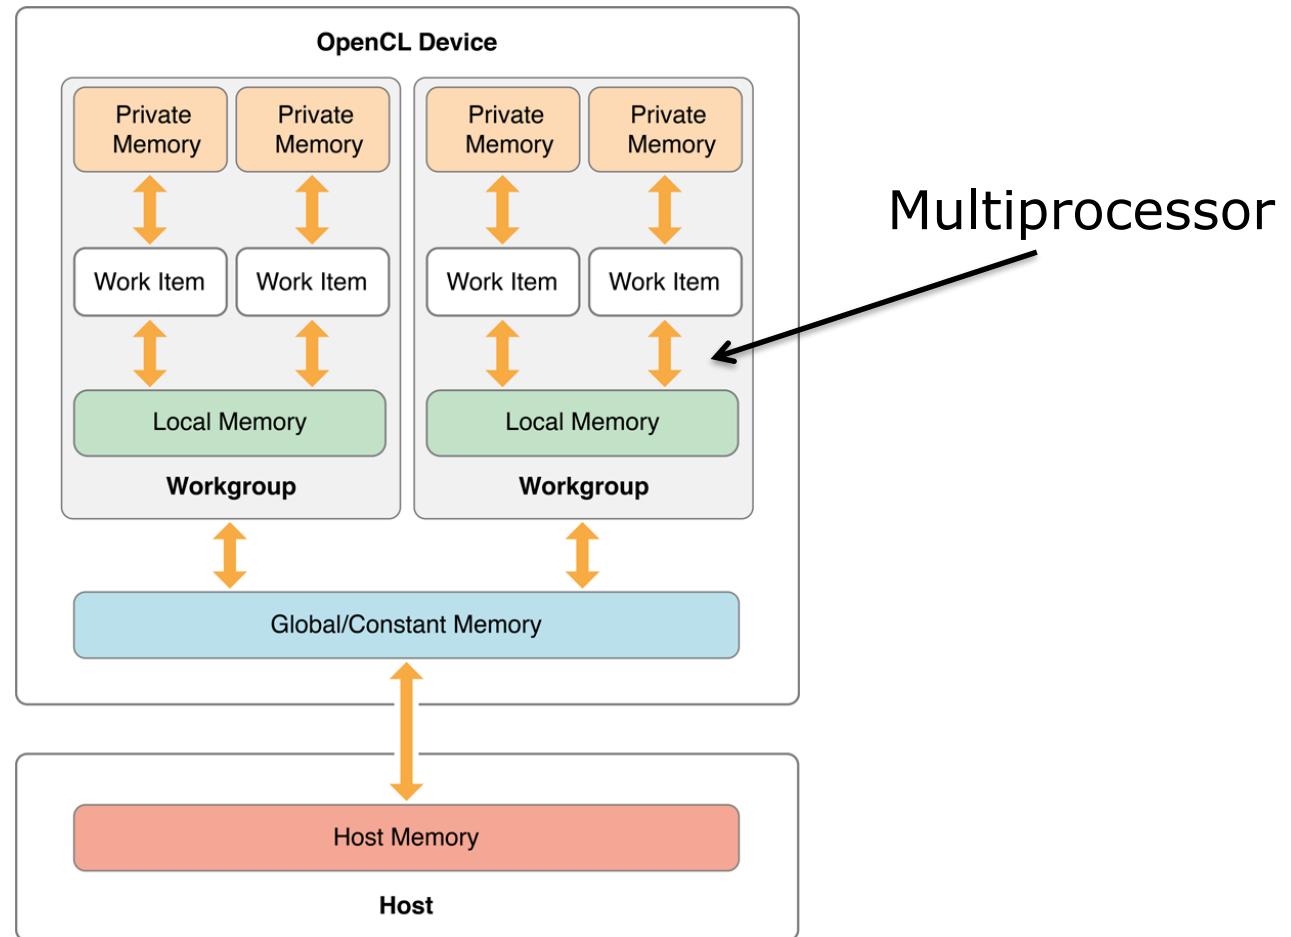 OpenCL Device
Private Memory
Private Memory
Private Memory
Private Memory
Multiprocessor
Work Item
Work Item
Work Item
Work Item
Local Memory
Local Memory
Workgroup
Workgroup
Global/Constant Memory
Host Memory
Host